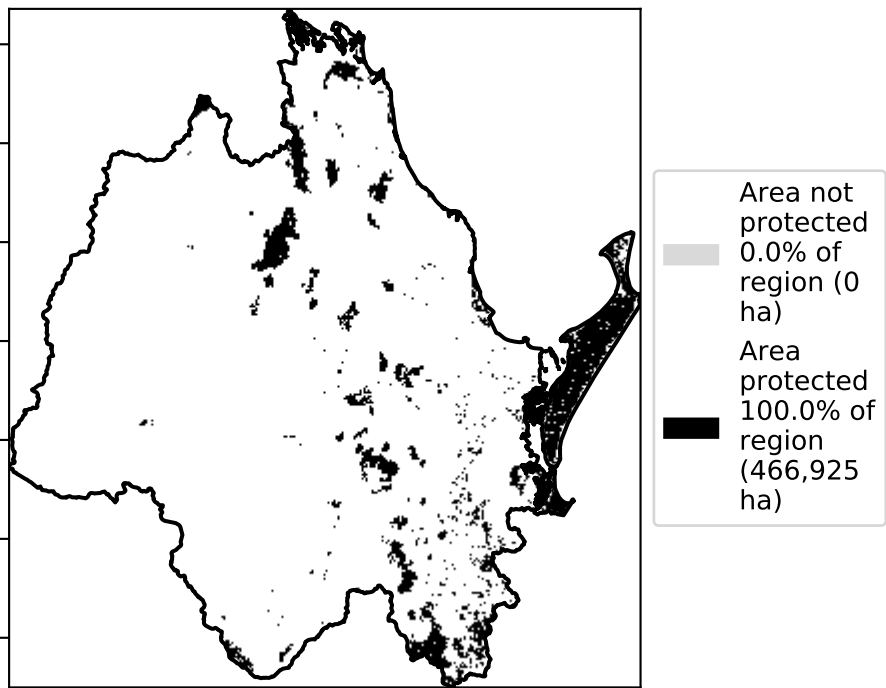 Area not
protected
0.0% of
region (0
ha)
Area
protected
100.0% of
region
(466,925
ha)